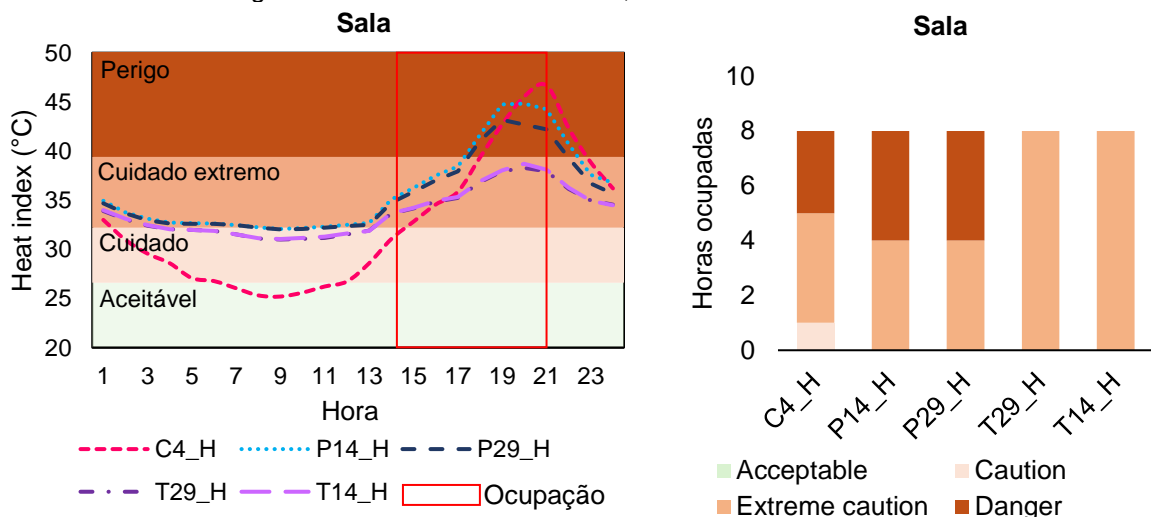 Sala
50
45
40
35
30
25
20
Heat index (°C)
Perigo
Cuidado extremo
Cuidado
Aceitável
1 3 5 7 9 11 13 15 17 19 21 23
Hora
C4_H P14_H P29_H
T29_H T14_H Ocupação
Sala
10
8
6
4
2
0
Horas ocupadas
C4_H P14_H P29_H T29_H T14_H
Acceptable Caution
Extreme caution Danger